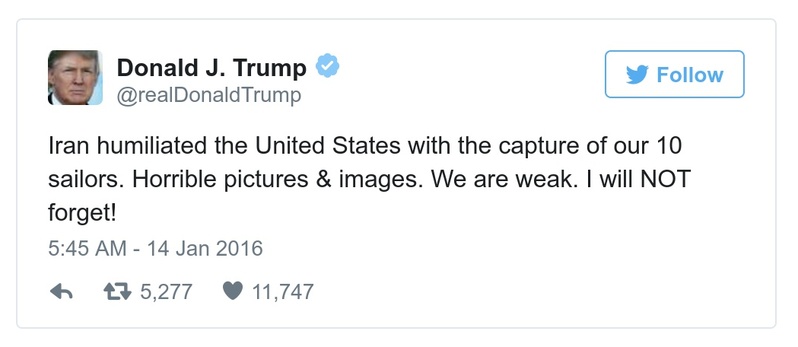 Donald J. Trump
Follow
@realDonaldTrump
Iran humiliated the United States with the capture of our 10
sailors. Horrible pictures & images. We are weak. I will NOT
forget!
5:45 AM - 14 Jan 2016
5,277 11,747